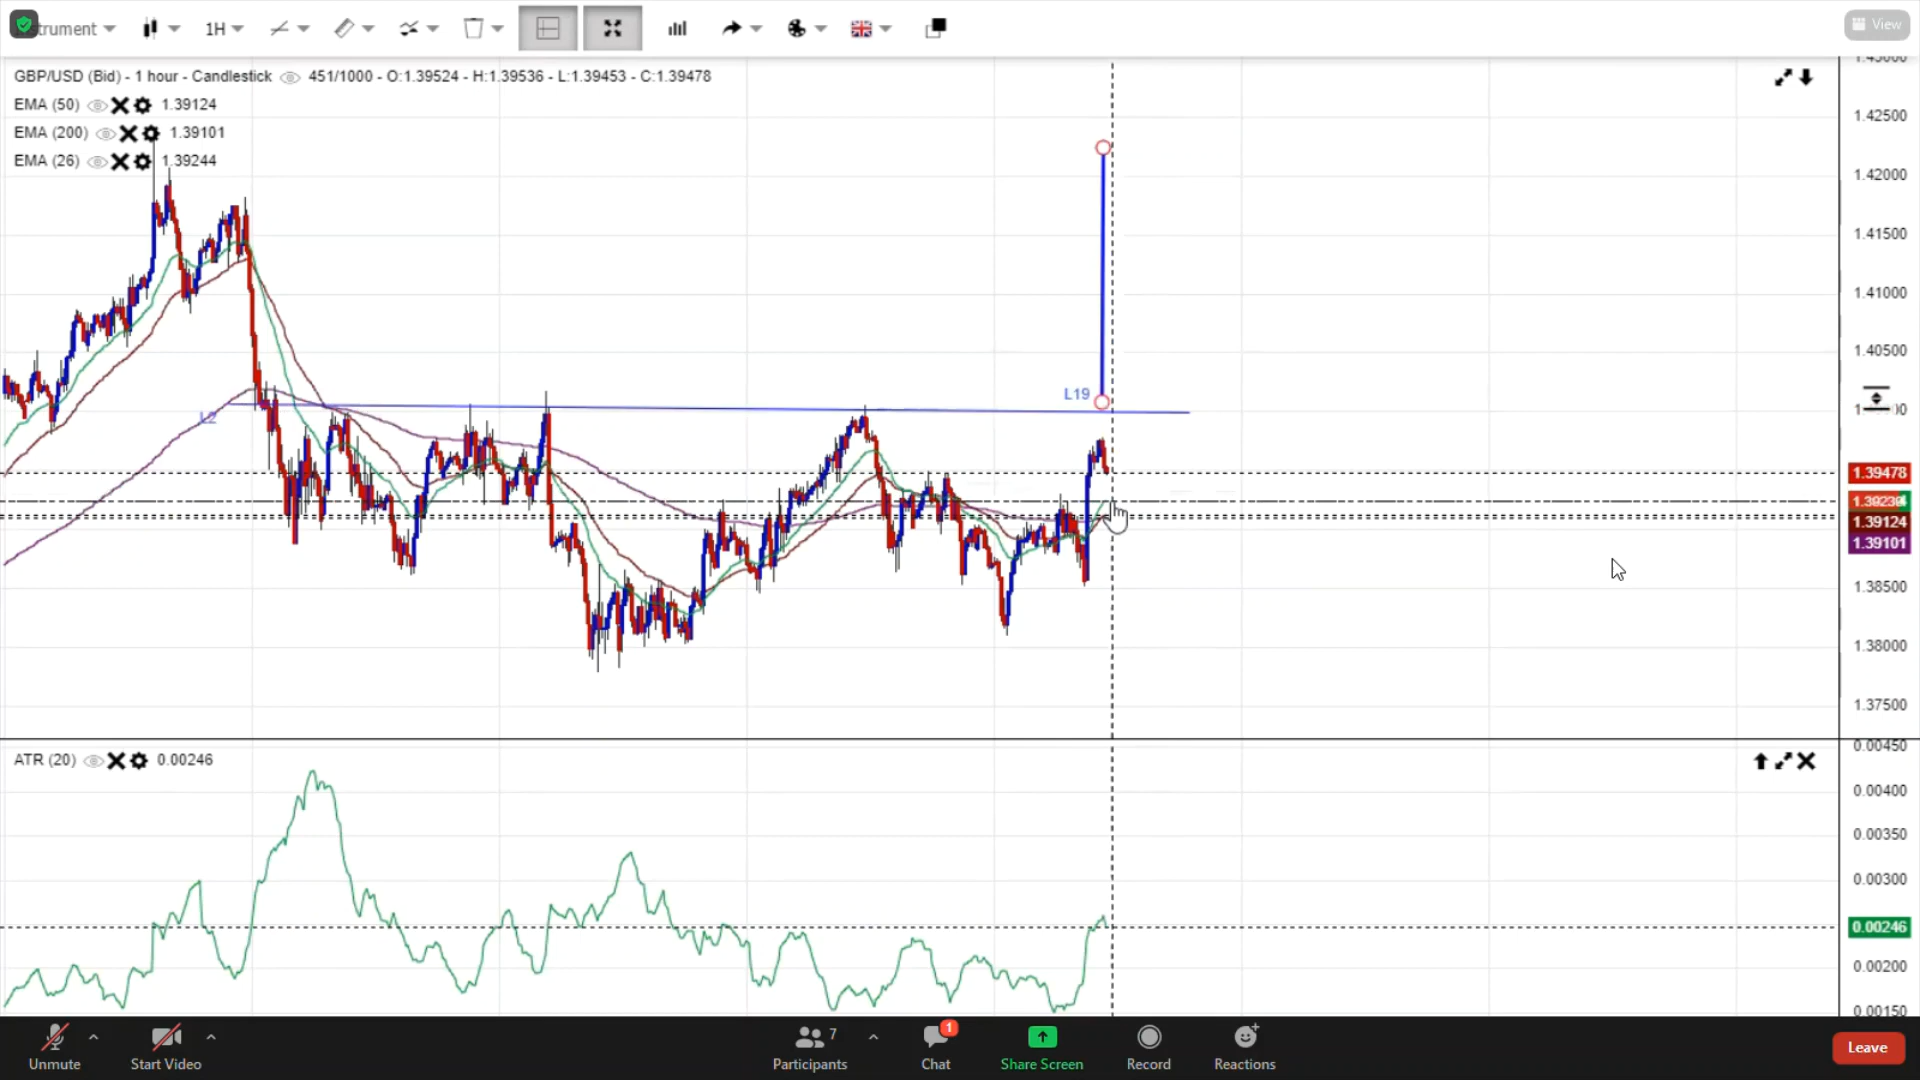 strument
1H
View
GBP/USD (Bid) - 1 hour - Candlestick 451/1000 - O:1.39524 - H:1.39536 - L:1.39453 - C:1.39478
EMA (50) 1.39124
EMA (200) 1.39101
EMA (26) 1.39244
1.42500
1.42000
1.41500
1.41000
1.40500
L19
L2
1.39478
1.39124
1.39101
1.38500
1.38000
1.37500
ATR (20) 0.00246
0.00450
0.00400
0.00350
0.00300
0.00246
0.00200
0.00150
7
1
Unmute
Start Video
Participants
Chat
Share Screen
Record
Reactions
Leave